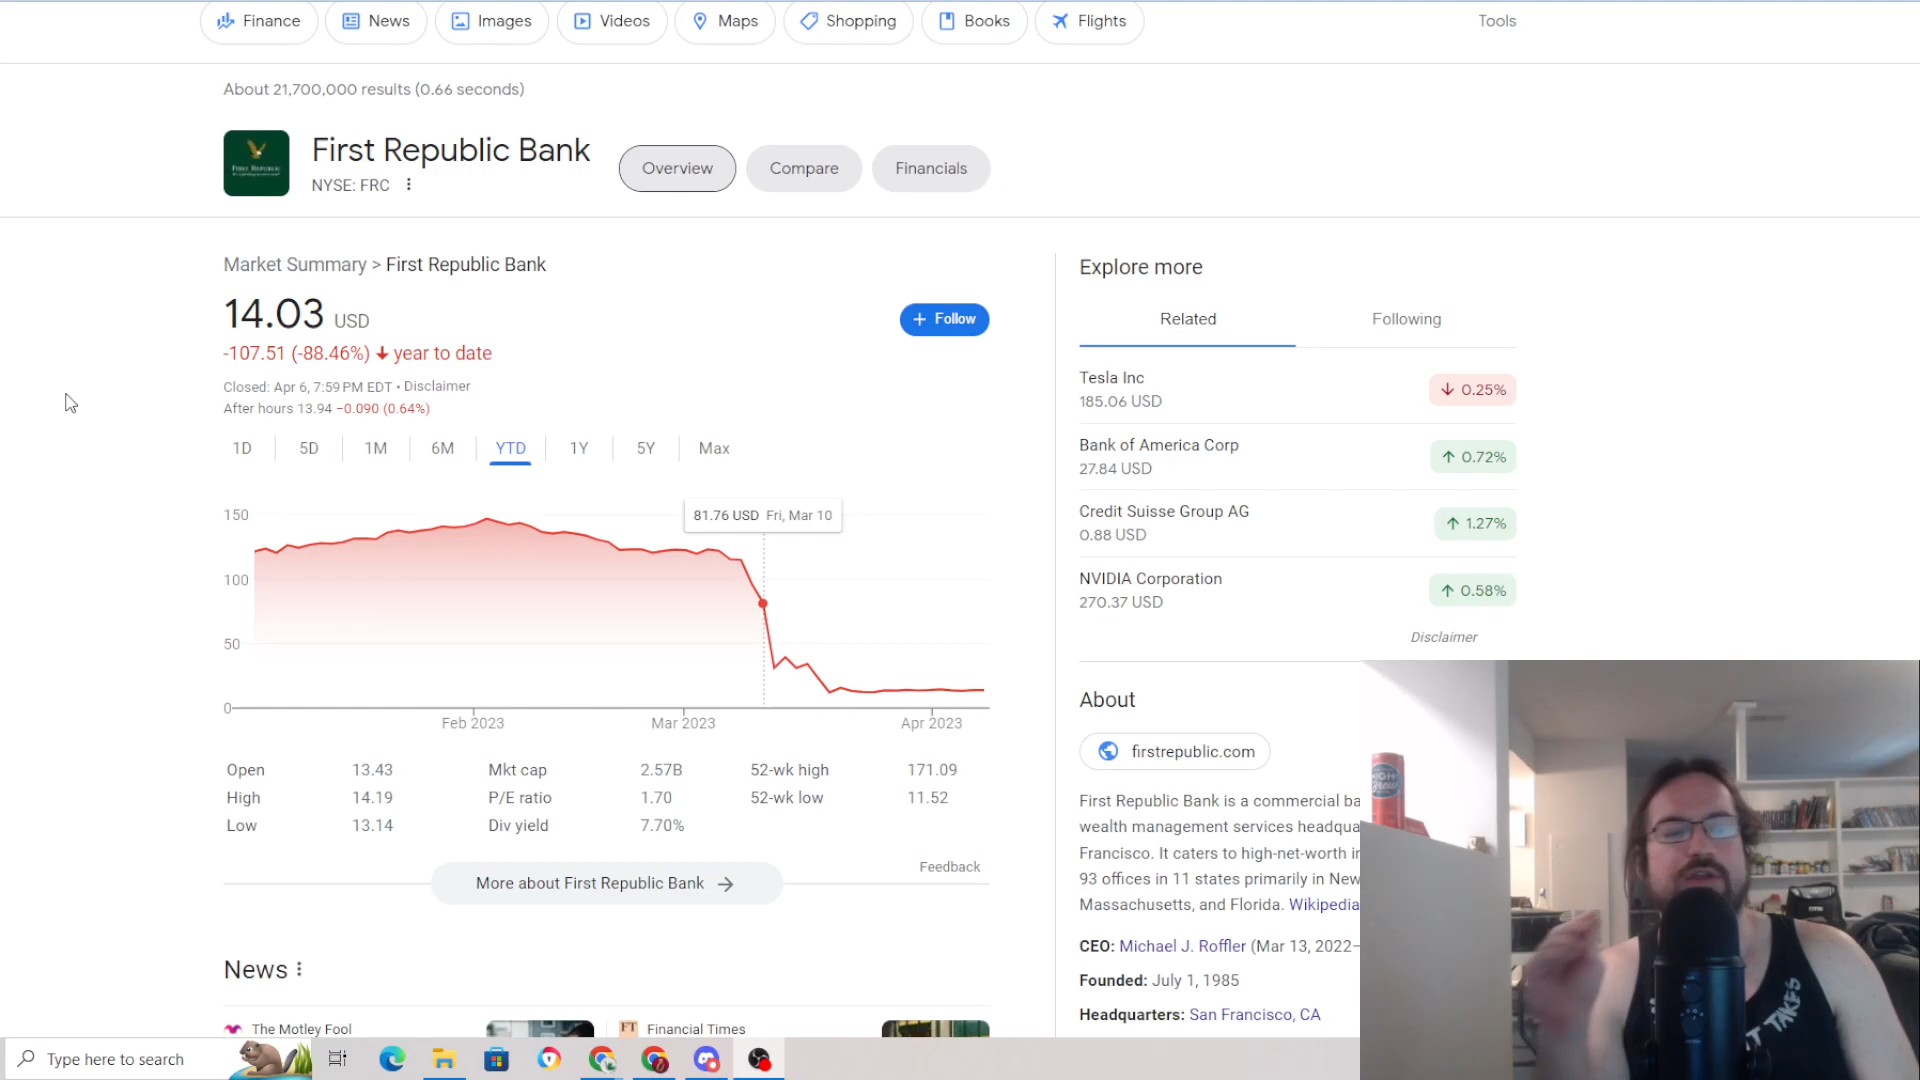 Finance
News
Images
Videos
Maps
Shopping
Books
Flights
Tools
About 21,700,000 results (0.66 seconds)
FIRST REPUBLIC
First Republic Bank
NYSE: FRC
Overview
Compare
Financials
Market Summary > First Republic Bank
14.03 USD
+ Follow
-107.51 (-88.46%) ↓ year to date
Closed: Apr 6, 7:59 PM EDT • Disclaimer
After hours 13.94 −0.090 (0.64%)
1D
5D
1M
6M
YTD
1Y
5Y
Max
81.76 USD Fri, Mar 10
150
100
50
0
Feb 2023
Mar 2023
Apr 2023
Open 13.43
High 14.19
Low 13.14
Mkt cap 2.57B
P/E ratio 1.70
Div yield 7.70%
52-wk high 171.09
52-wk low 11.52
Feedback
More about First Republic Bank →
News
The Motley Fool
FT Financial Times
Explore more
Related
Following
Tesla Inc
185.06 USD
↓ 0.25%
Bank of America Corp
27.84 USD
↑ 0.72%
Credit Suisse Group AG
0.88 USD
↑ 1.27%
NVIDIA Corporation
270.37 USD
↑ 0.58%
Disclaimer
About
firstrepublic.com
First Republic Bank is a commercial ba
wealth management services headqua
Francisco. It caters to high-net-worth i
93 offices in 11 states primarily in New
Massachusetts, and Florida. Wikipedia
CEO: Michael J. Roffler (Mar 13, 2022–
Founded: July 1, 1985
Headquarters: San Francisco, CA
HIGH
Brew
TAKES
Type here to search